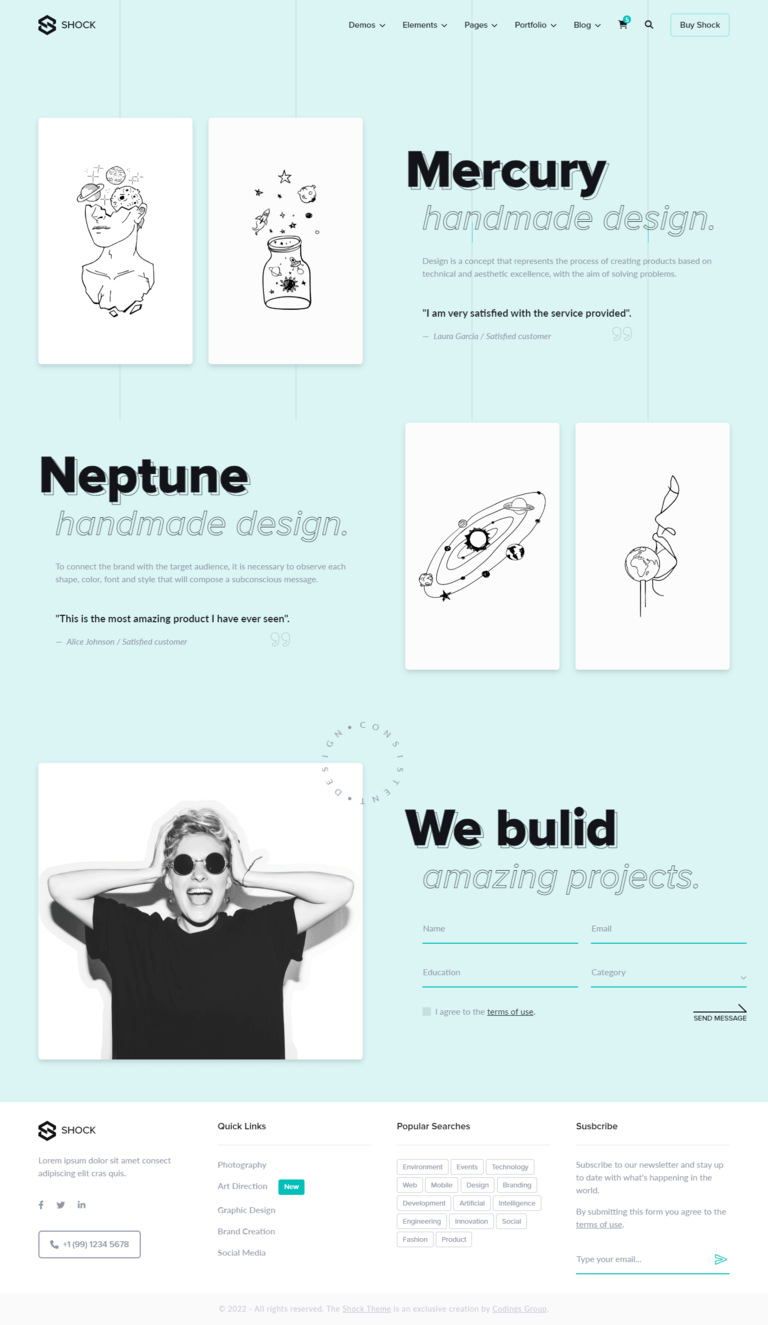 SHOCK
Demos Elements Pages Portfolio Blog 5 Buy Shock
Mercury
handmade design.
Design is a concept that represents the process of creating products based on
technical and aesthetic excellence, with the aim of solving problems.
"I am very satisfied with the service provided".
— Laura Garcia / Satisfied customer
Neptune
handmade design.
To connect the brand with the target audience, it is necessary to observe each
shape, color, font and style that will compose a subconscious message.
"This is the most amazing product I have ever seen".
— Alice Johnson / Satisfied customer
CONSISTENT • DESIGN •
We bulid
amazing projects.
Name Email
Education Category
I agree to the terms of use.
SEND MESSAGE
SHOCK
Lorem ipsum dolor sit amet consect
adipiscing elit cras quis.
+1 (99) 1234 5678
Quick Links
Photography
Art Direction New
Graphic Design
Brand Creation
Social Media
Popular Searches
Environment Events Technology
Web Mobile Design Branding
Development Artificial Intelligence
Engineering Innovation Social
Fashion Product
Susbcribe
Subscribe to our newsletter and stay up
to date with what's happening in the
world.
By submitting this form you agree to the
terms of use.
Type your email...
© 2022 - All rights reserved. The Shock Theme is an exclusive creation by Codings Group.